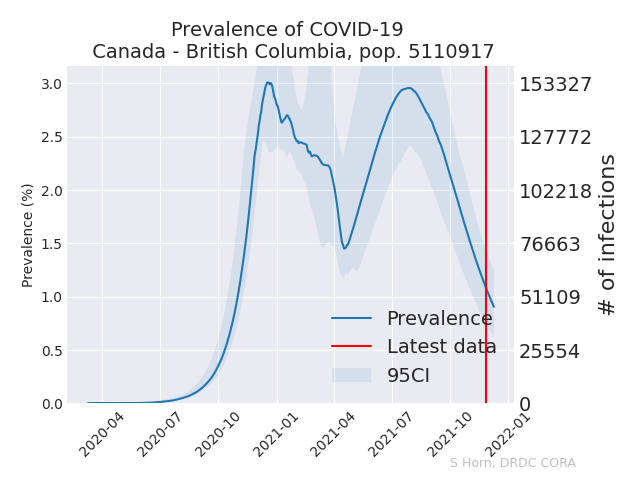 Prevalence of COVID-19
Canada - British Columbia, pop. 5110917
Prevalence (%)
3.0
2.5
2.0
1.5
1.0
0.5
0.0
153327
127772
102218
76663
51109
25554
0
# of infections
Prevalence
Latest data
95CI
2020-04
2020-07
2020-10
2021-01
2021-04
2021-07
2021-10
2022-01
S Horn, DRDC CORA